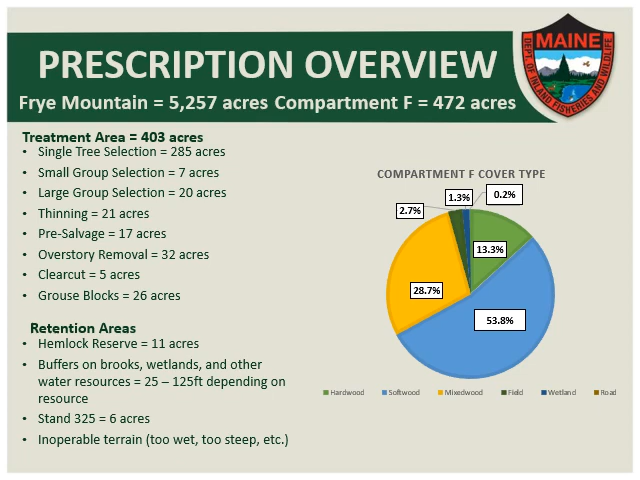 PRESCRIPTION OVERVIEW
Frye Mountain = 5,257 acres Compartment F = 472 acres
MAINE
DEPT OF INLAND FISHERIES AND WILDLIFE
Treatment Area = 403 acres
• Single Tree Selection = 285 acres
• Small Group Selection = 7 acres
• Large Group Selection = 20 acres
• Thinning = 21 acres
• Pre-Salvage = 17 acres
• Overstory Removal = 32 acres
• Clearcut = 5 acres
• Grouse Blocks = 26 acres
Retention Areas
• Hemlock Reserve = 11 acres
• Buffers on brooks, wetlands, and other
water resources = 25 – 125ft depending on
resource
• Stand 325 = 6 acres
• Inoperable terrain (too wet, too steep, etc.)
COMPARTMENT F COVER TYPE
0.2%
1.3%
2.7%
13.3%
28.7%
53.8%
Hardwood Softwood Mixedwood Field Wetland Road